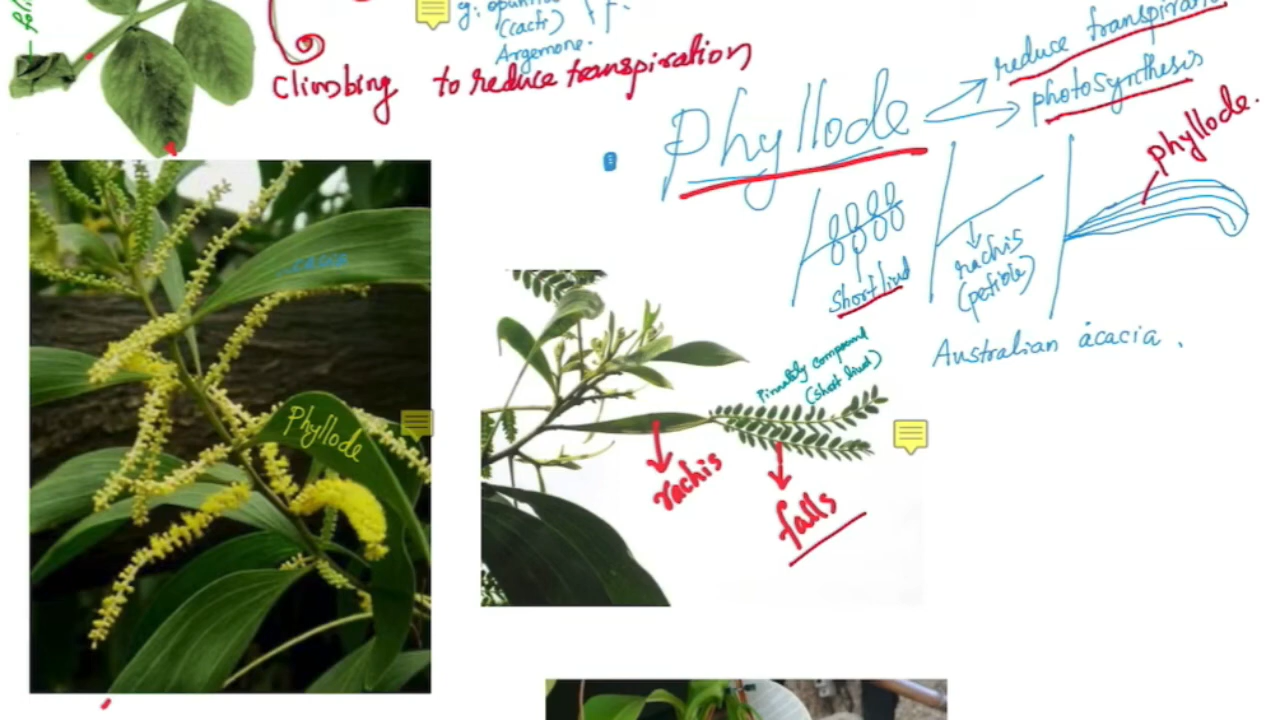 g: opuntia
(cacti)
Argemone.
Climbing to reduce transpiration
Phyllode
reduce transpiration
photosynthesis
phyllode.
short lived
rachis
(petiole)
Australian acacia.
Pinnately compound
(short lived)
Phyllode
rachis
falls